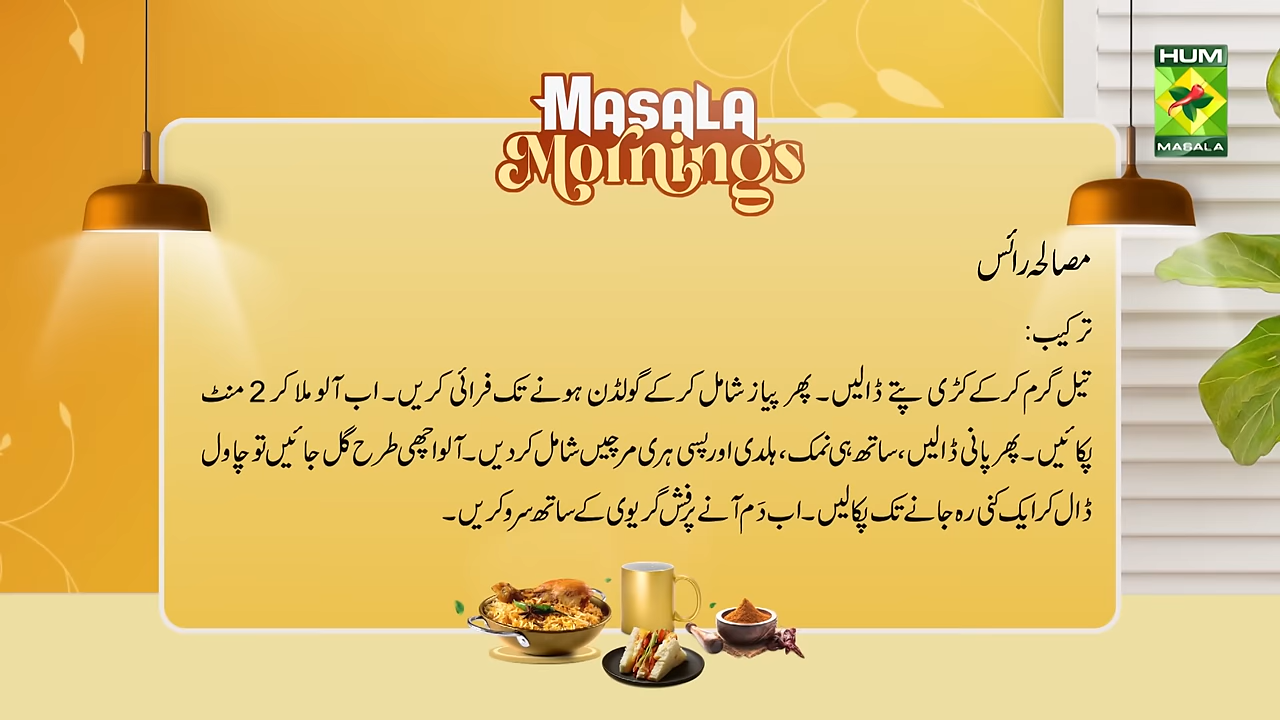 HUM
MASALA
MASALA
Mornings
مصالحہ رائس
ترکیب:
تیل گرم کر کے کڑی پتے ڈالیں۔ پھر پیاز شامل کر کے گولڈن ہونے تک فرائی کریں۔ اب آلو ملا کر 2 منٹ
پکائیں۔ پھر پانی ڈالیں، ساتھ ہی نمک، ہلدی اور پسی ہری مرچیں شامل کر دیں۔ آلو اچھی طرح گل جائیں تو چاول
ڈال کر ایک کنی رہ جانے تک پکالیں۔ اب دَم آنے پر فش گریوی کے ساتھ سرو کریں۔